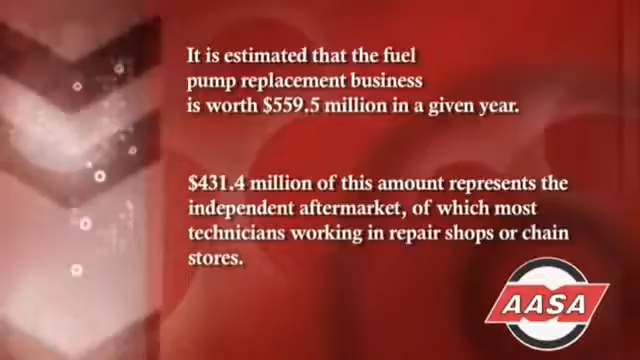 It is estimated that the fuel
pump replacement business
is worth $559.5 million in a given year.
$431.4 million of this amount represents the
independent aftermarket, of which most
technicians working in repair shops or chain
stores.
AASA